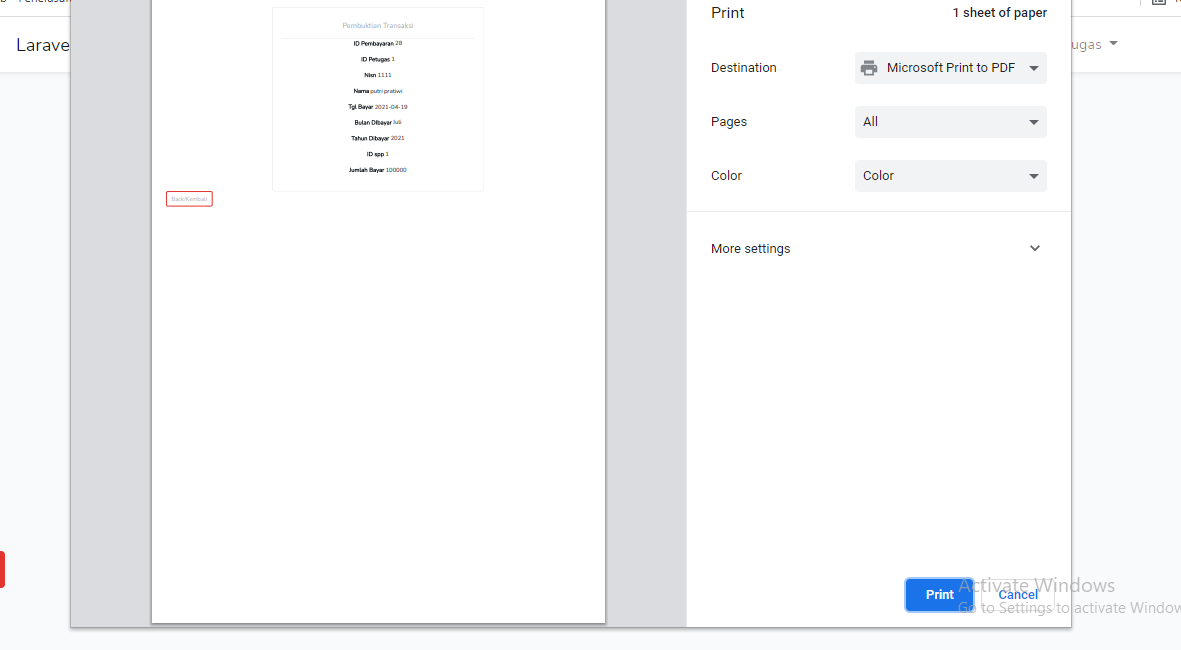 Larave
ugas
Pembuktian Transaksi
ID Pembayaran 28
ID Petugas 1
Nisn 1111
Nama putri pratiwi
Tgl Bayar 2021-04-19
Bulan DIbayar Juli
Tahun Dibayar 2021
ID spp 1
Jumlah Bayar 100000
Back/Kembali
Print
1 sheet of paper
Destination
Microsoft Print to PDF
Pages
All
Color
Color
More settings
Print
Cancel
Activate Windows
Go to Settings to activate Window